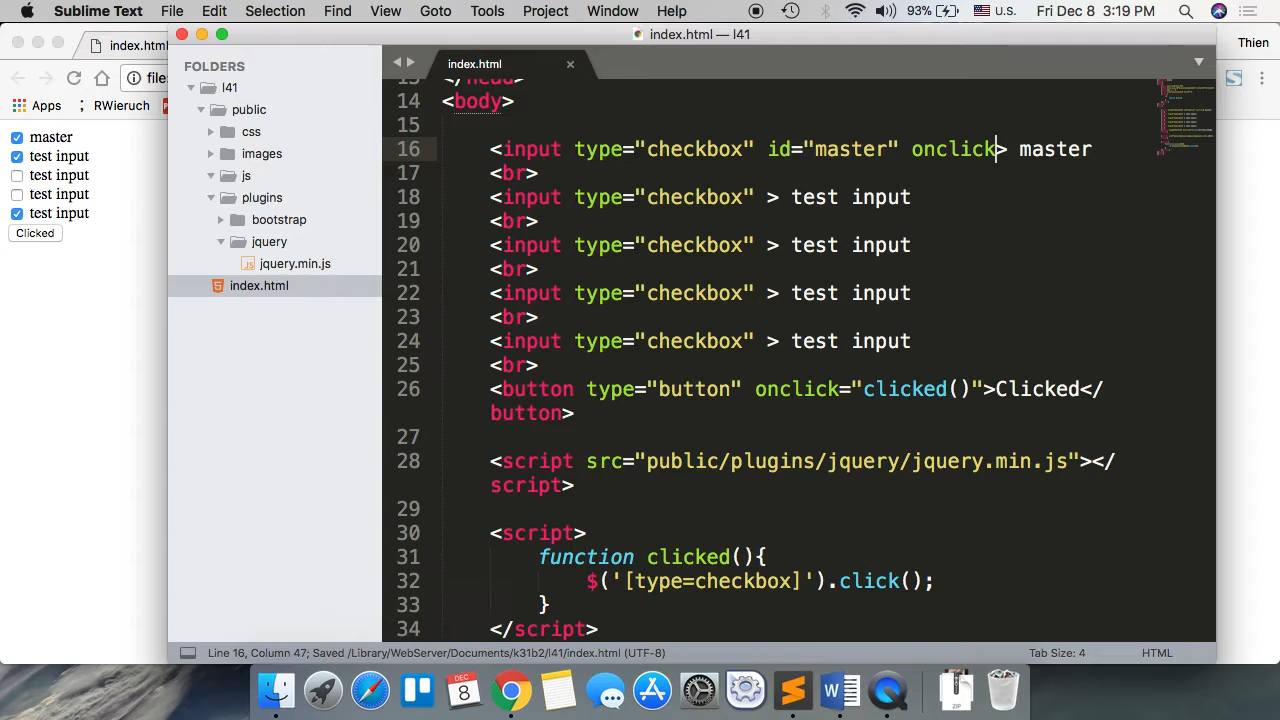 Sublime Text File Edit Selection Find View Goto Tools Project Window Help 93% U.S. Fri Dec 8 3:19 PM
index.html
index.html — l41
Thien
file:
Apps RWieruch
master
test input
test input
test input
test input
Clicked
FOLDERS
l41
public
css
images
js
plugins
bootstrap
jquery
JS jquery.min.js
index.html
index.html
</head>
14 <body>
15
16 <input type="checkbox" id="master" onclick> master
17 <br>
18 <input type="checkbox" > test input
19 <br>
20 <input type="checkbox" > test input
21 <br>
22 <input type="checkbox" > test input
23 <br>
24 <input type="checkbox" > test input
25 <br>
26 <button type="button" onclick="clicked()">Clicked</
button>
27
28 <script src="public/plugins/jquery/jquery.min.js"></
script>
29
30 <script>
31 function clicked(){
32 $('[type=checkbox]').click();
33 }
34 </script>
Line 16, Column 47; Saved /Library/WebServer/Documents/k31b2/l41/index.html (UTF-8) Tab Size: 4 HTML
DEC
8
ZIP